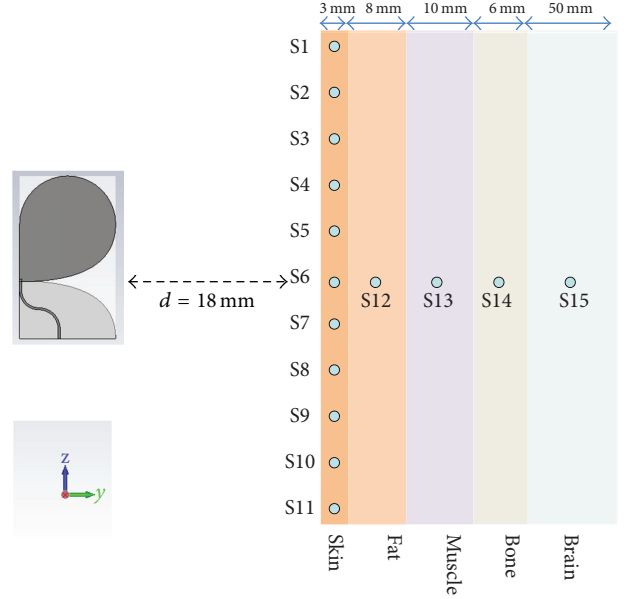 3 mm 8 mm 10 mm 6 mm 50 mm
S1
S2
S3
S4
S5
S6
S12 S13 S14 S15
d = 18 mm
S7
S8
S9
S10
S11
z
y
Skin
Fat
Muscle
Bone
Brain